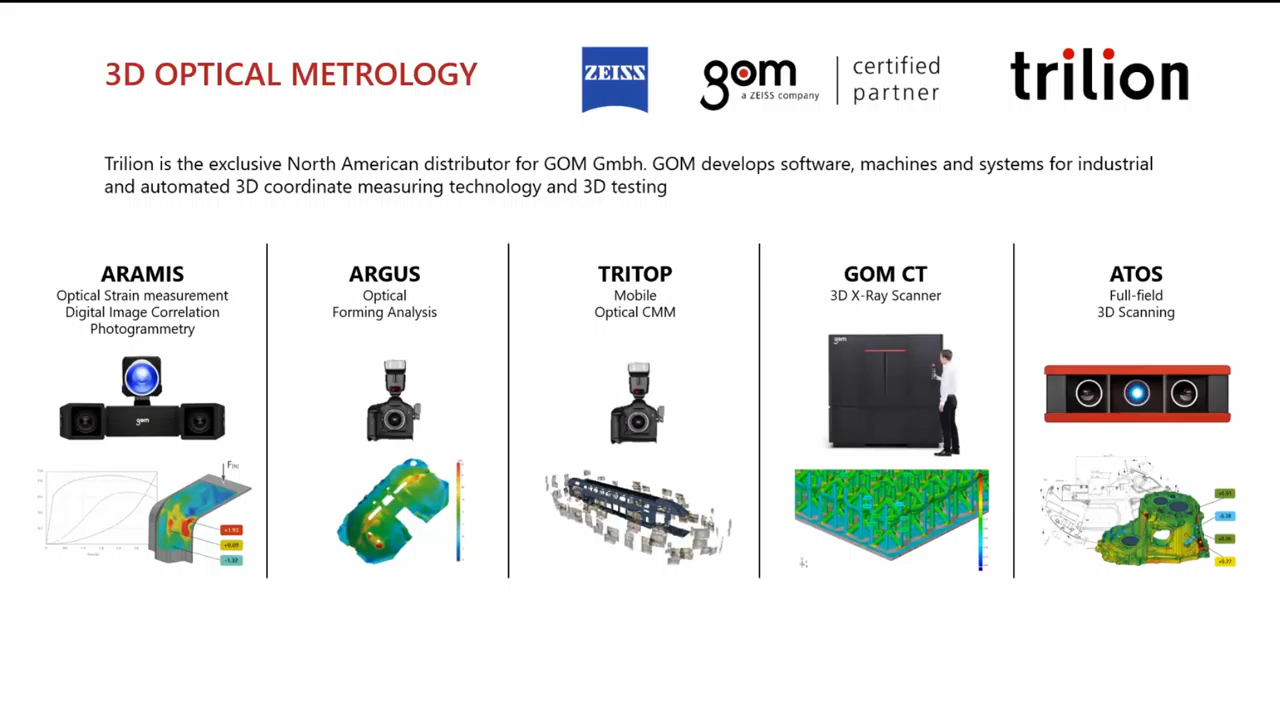 3D OPTICAL METROLOGY
ZEISS
gom
a ZEISS company
certified
partner
trilion
Trilion is the exclusive North American distributor for GOM Gmbh. GOM develops software, machines and systems for industrial
and automated 3D coordinate measuring technology and 3D testing
ARAMIS
Optical Strain measurement
Digital Image Correlation
Photogrammetry
gom
ARGUS
Optical
Forming Analysis
TRITOP
Mobile
Optical CMM
GOM CT
3D X-Ray Scanner
gom
ATOS
Full-field
3D Scanning